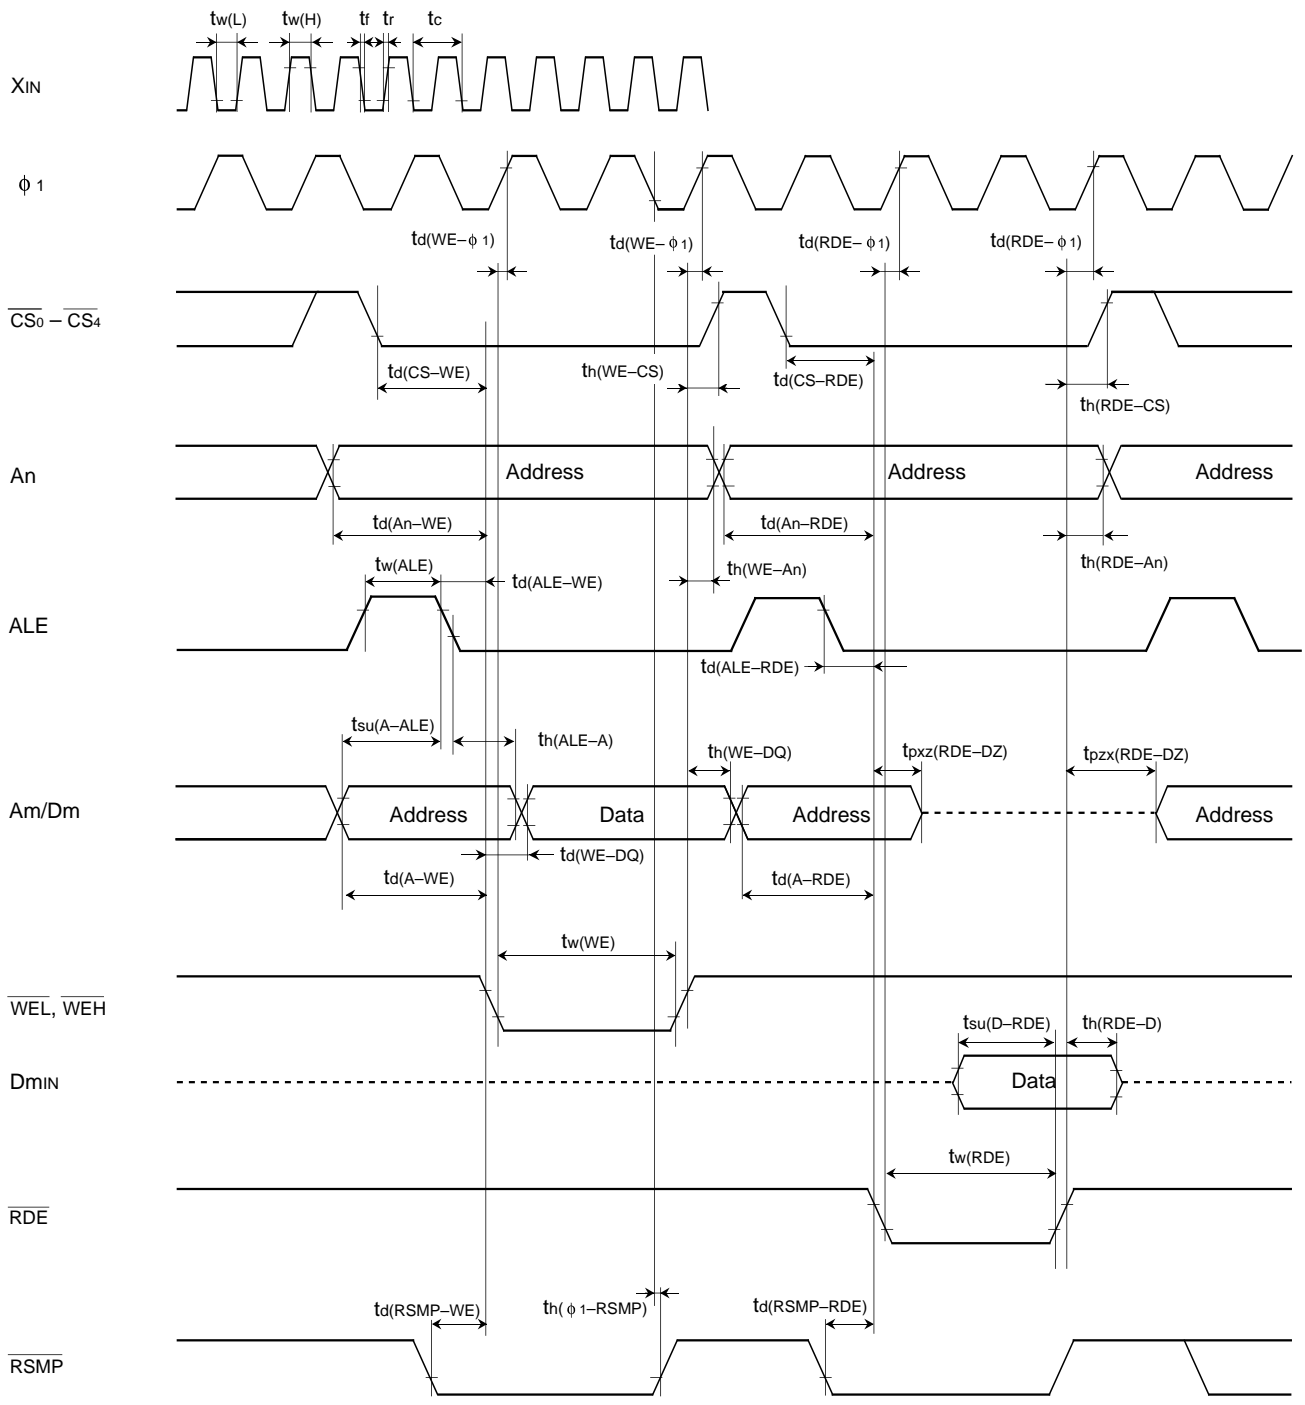 tw(L) tw(H) tf tr tc
XIN
ϕ 1
td(WE–ϕ 1) td(WE–ϕ 1) td(RDE–ϕ 1) td(RDE–ϕ 1)
CS0 – CS4
td(CS–WE) th(WE–CS) td(CS–RDE) th(RDE–CS)
An Address Address Address
td(An–WE) td(An–RDE)
tw(ALE) td(ALE–WE) th(WE–An) th(RDE–An)
ALE
td(ALE–RDE)
tsu(A–ALE) th(ALE–A) th(WE–DQ) tpxz(RDE–DZ) tpzx(RDE–DZ)
Am/Dm Address Data Address Address
td(WE–DQ)
td(A–WE) td(A–RDE)
tw(WE)
WEL, WEH
tsu(D–RDE) th(RDE–D)
DmIN Data
tw(RDE)
RDE
td(RSMP–WE) th(ϕ 1–RSMP) td(RSMP–RDE)
RSMP